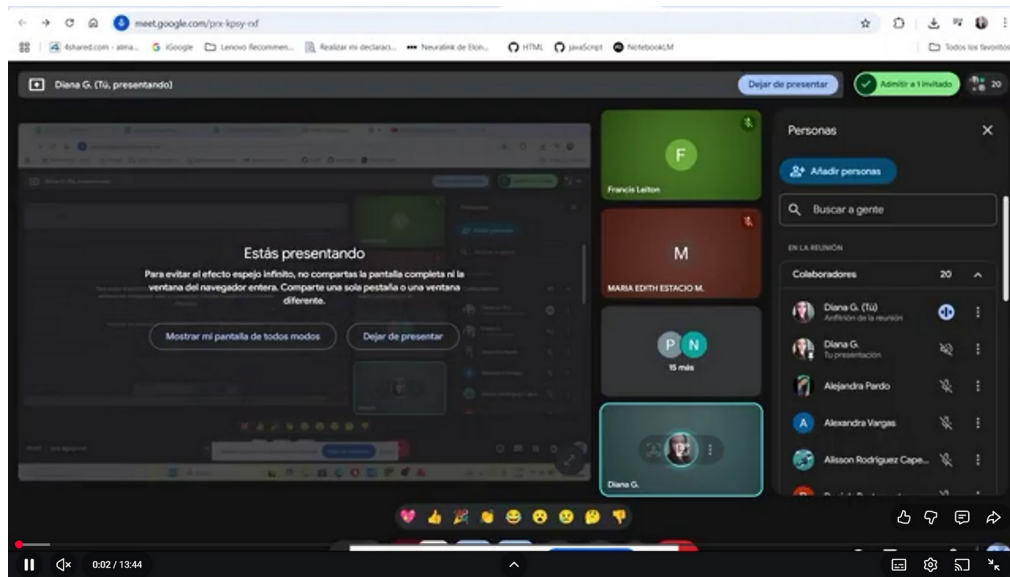 meet.google.com/pre-kpsy-rxf
4shared.com - alma...
iGoogle
Lenovo Recommen...
Realizar mi declaraci...
Neuralink de Elon...
HTML
javaScript
NotebookLM
Todos los favoritos
Diana G. (Tú, presentando)
Dejar de presentar
Admitir a 1 invitado
20
Estás presentando
Para evitar el efecto espejo infinito, no compartas la pantalla completa ni la
ventana del navegador entera. Comparte una sola pestaña o una ventana
diferente.
Mostrar mi pantalla de todos modos
Dejar de presentar
F
Francis Leiton
M
MARIA EDITH ESTACIO M.
P N
15 más
Diana G.
Personas
Añadir personas
Buscar a gente
EN LA REUNIÓN
Colaboradores 20
Diana G. (Tú)
Anfitrión de la reunión
Diana G.
Tu presentación
Alejandra Pardo
A Alexandra Vargas
Alisson Rodriguez Cape...
0:02 / 13:44